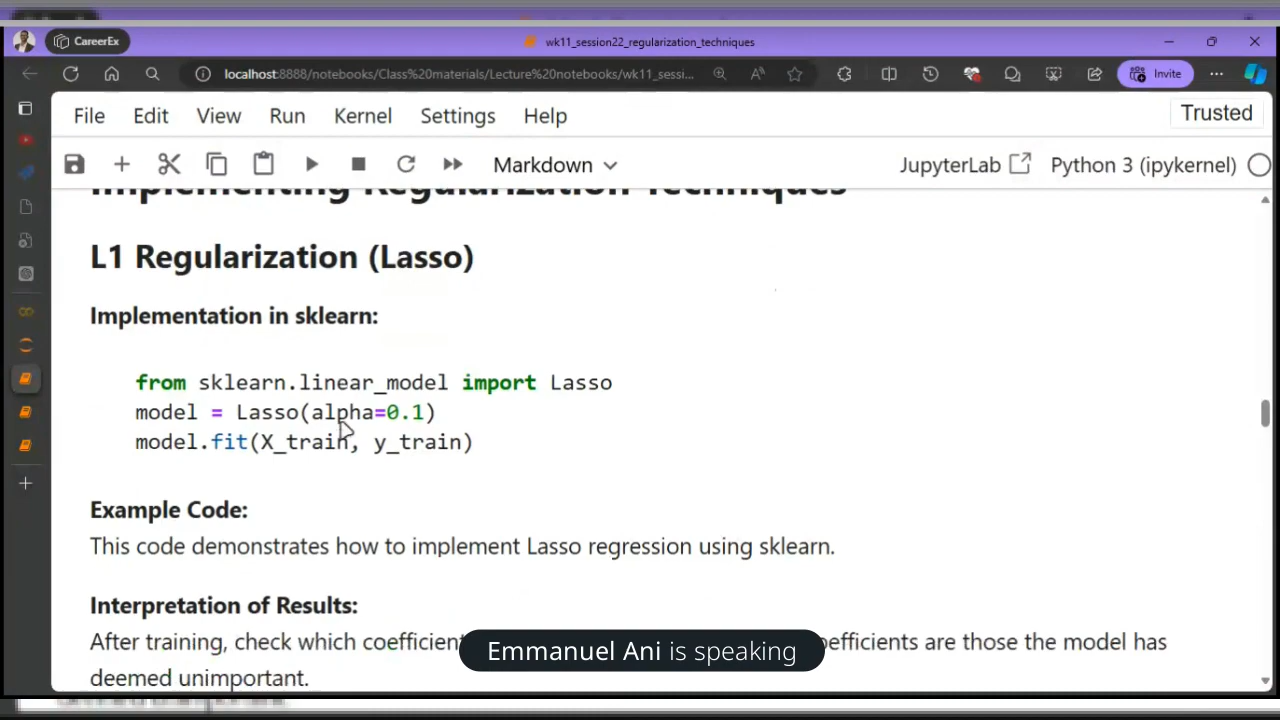 CareerEx
wk11_session22_regularization_techniques
localhost:8888/notebooks/Class%20materials/Lecture%20notebooks/wk11_sessi...
Invite
File Edit View Run Kernel Settings Help
Trusted
Markdown
JupyterLab
Python 3 (ipykernel)
Implementing Regularization Techniques
L1 Regularization (Lasso)
Implementation in sklearn:
from sklearn.linear_model import Lasso
model = Lasso(alpha=0.1)
model.fit(X_train, y_train)
Example Code:
This code demonstrates how to implement Lasso regression using sklearn.
Interpretation of Results:
After training, check which coefficient oefficients are those the model has
Emmanuel Ani is speaking
deemed unimportant.